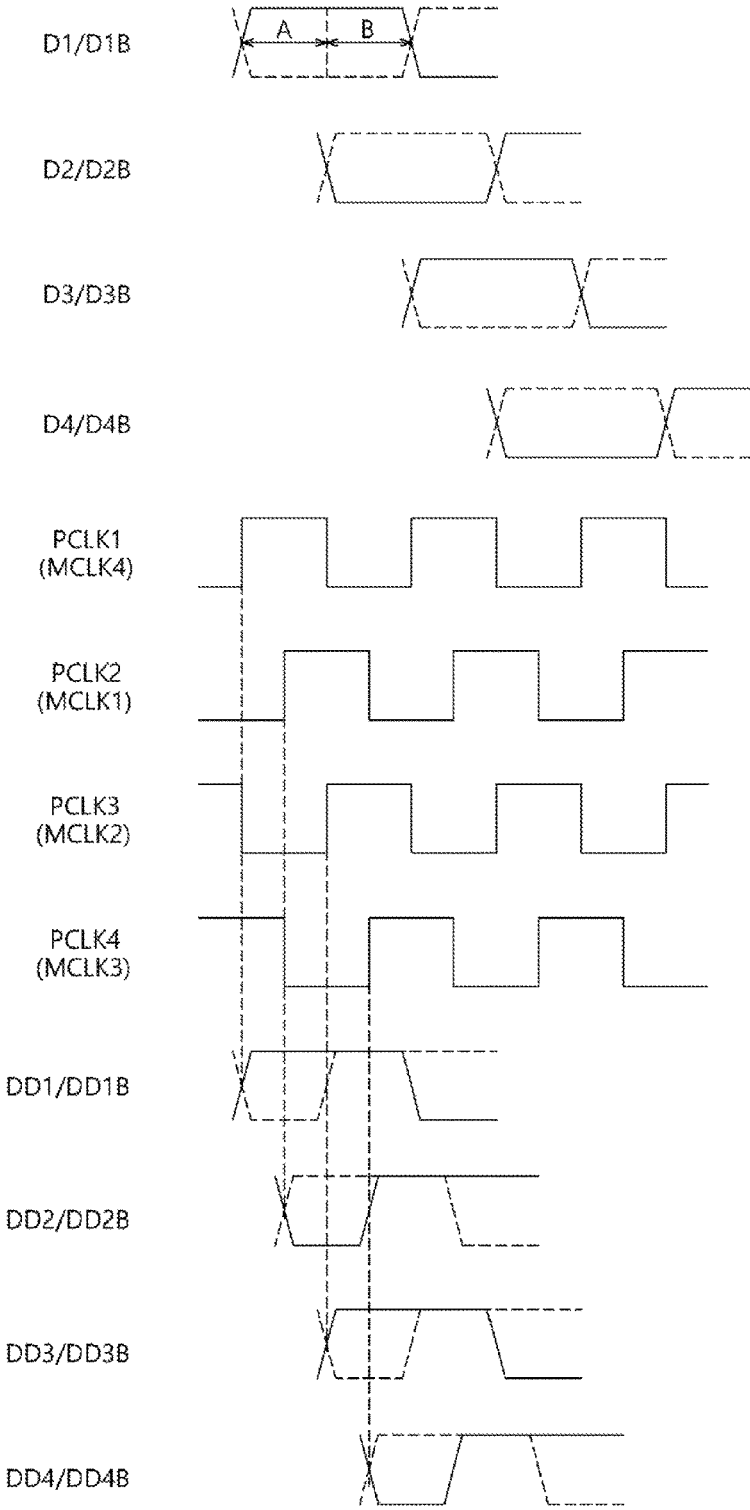 D1/D1B
A
B
D2/D2B
D3/D3B
D4/D4B
PCLK1
(MCLK4)
PCLK2
(MCLK1)
PCLK3
(MCLK2)
PCLK4
(MCLK3)
DD1/DD1B
DD2/DD2B
DD3/DD3B
DD4/DD4B